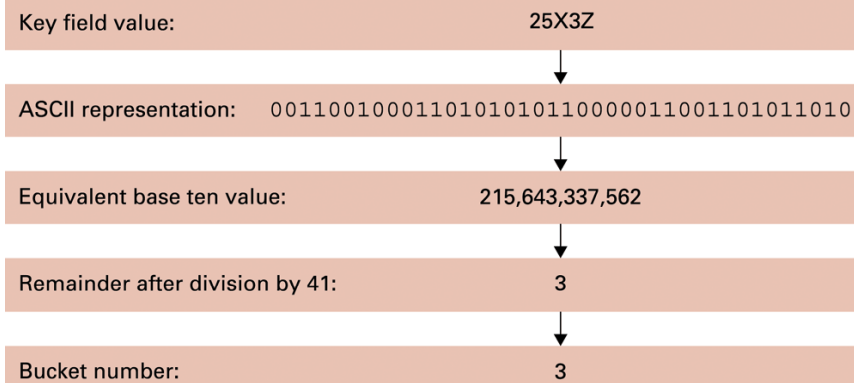 Key field value: 25X3Z
ASCII representation: 0011001000110101010110000011001101011010
Equivalent base ten value: 215,643,337,562
Remainder after division by 41: 3
Bucket number: 3